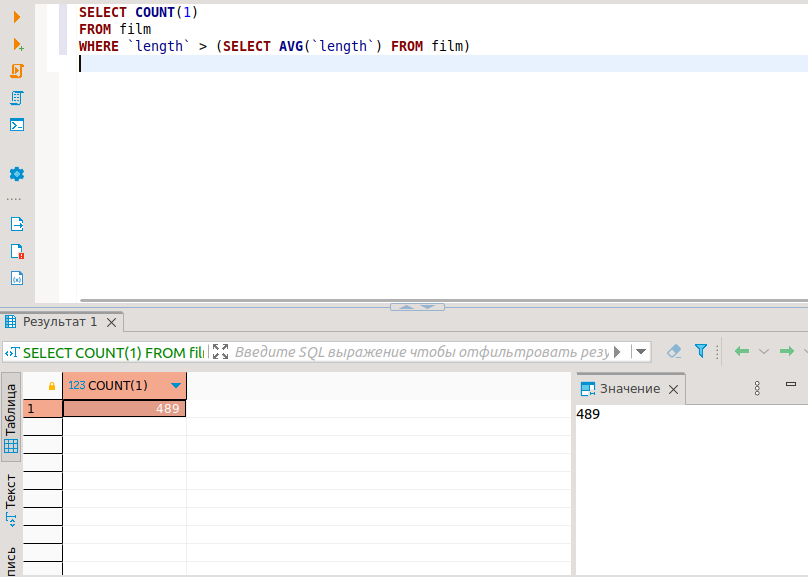 SELECT COUNT(1)
FROM film
WHERE `length` > (SELECT AVG(`length`) FROM film)
Результат 1
SELECT COUNT(1) FROM fil
Введите SQL выражение чтобы отфильтровать резу
Таблица
Текст
пись
123 COUNT(1)
1
489
Значение
489